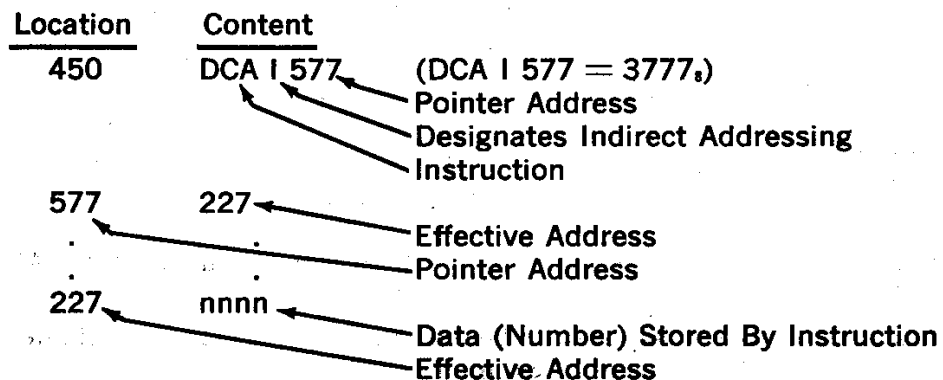 Location Content
450 DCA I 577 (DCA I 577 = 3777₈)
Pointer Address
Designates Indirect Addressing
Instruction
577 227
Effective Address
. .
Pointer Address
. .
227 nnnn
Data (Number) Stored By Instruction
Effective Address